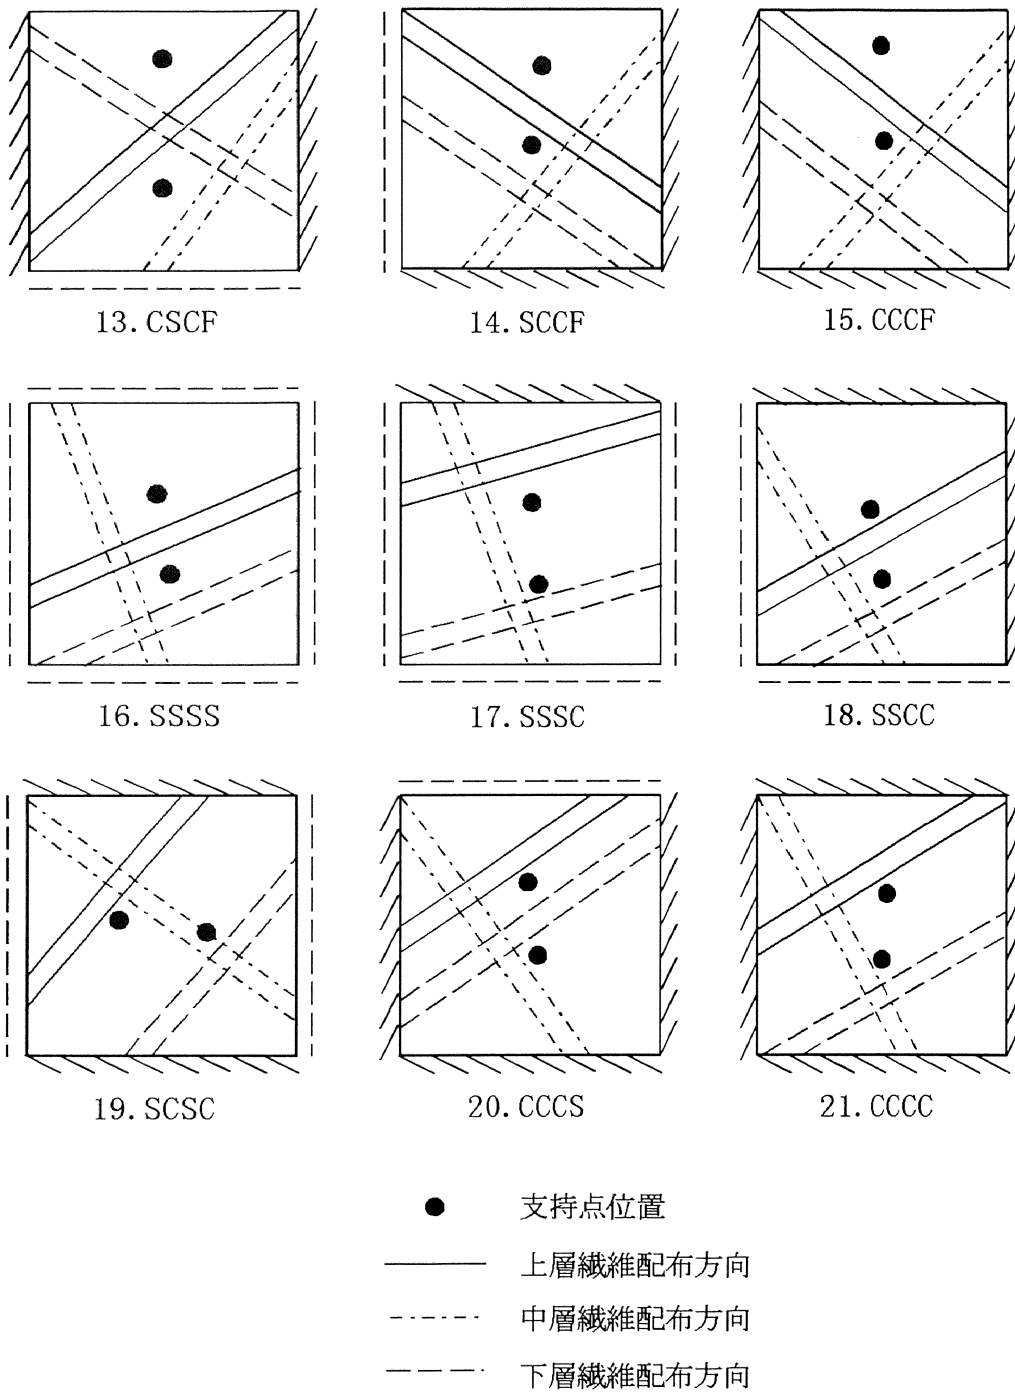 13. CSCF
14. SCCF
15. CCCF
16. SSSS
17. SSSC
18. SSCC
19. SCSC
20. CCCS
21. CCCC
支持点位置
上層繊維配布方向
中層繊維配布方向
下層繊維配布方向